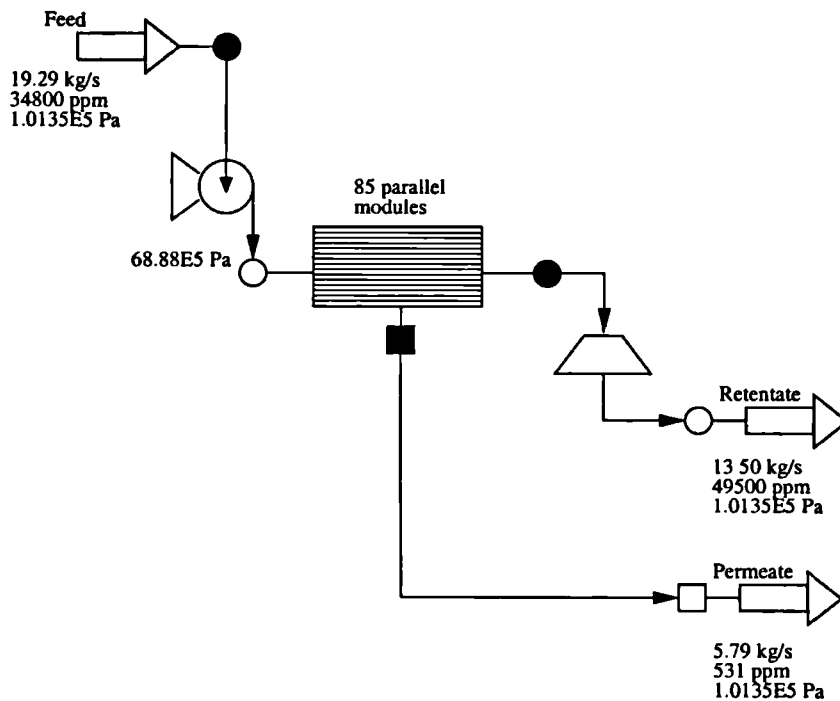 Feed
19.29 kg/s
34800 ppm
1.0135E5 Pa
85 parallel
modules
68.88E5 Pa
Retentate
13 50 kg/s
49500 ppm
1.0135E5 Pa
Permeate
5.79 kg/s
531 ppm
1.0135E5 Pa